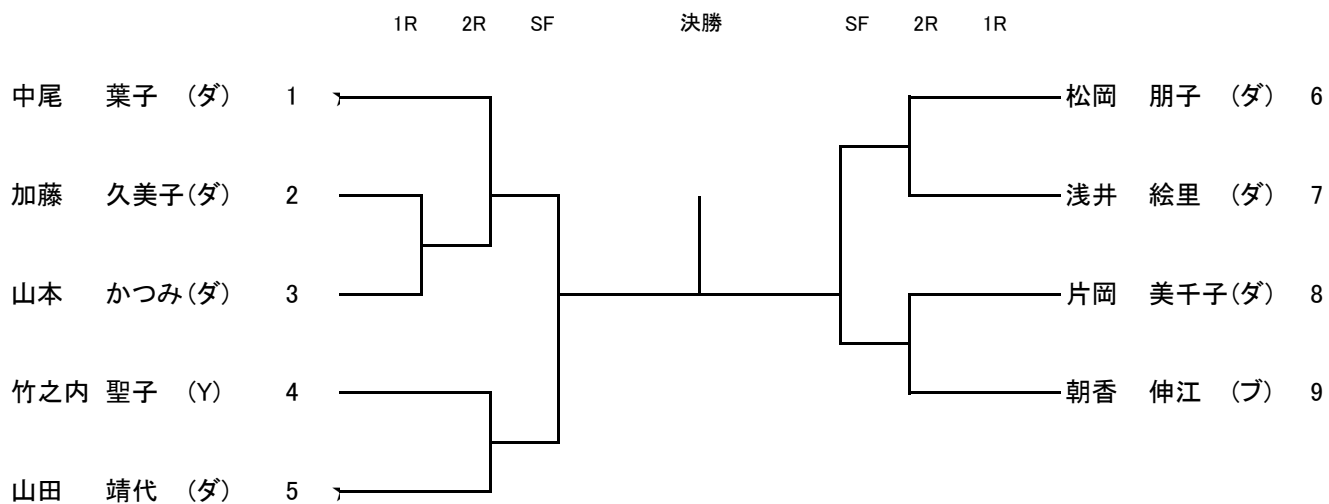 1R 2R SF 決勝 SF 2R 1R
中尾 葉子 (ダ) 1 松岡 朋子 (ダ) 6
加藤 久美子(ダ) 2 浅井 絵里 (ダ) 7
山本 かつみ(ダ) 3 片岡 美千子(ダ) 8
竹之内 聖子 (Y) 4 朝香 伸江 (ブ) 9
山田 靖代 (ダ) 5